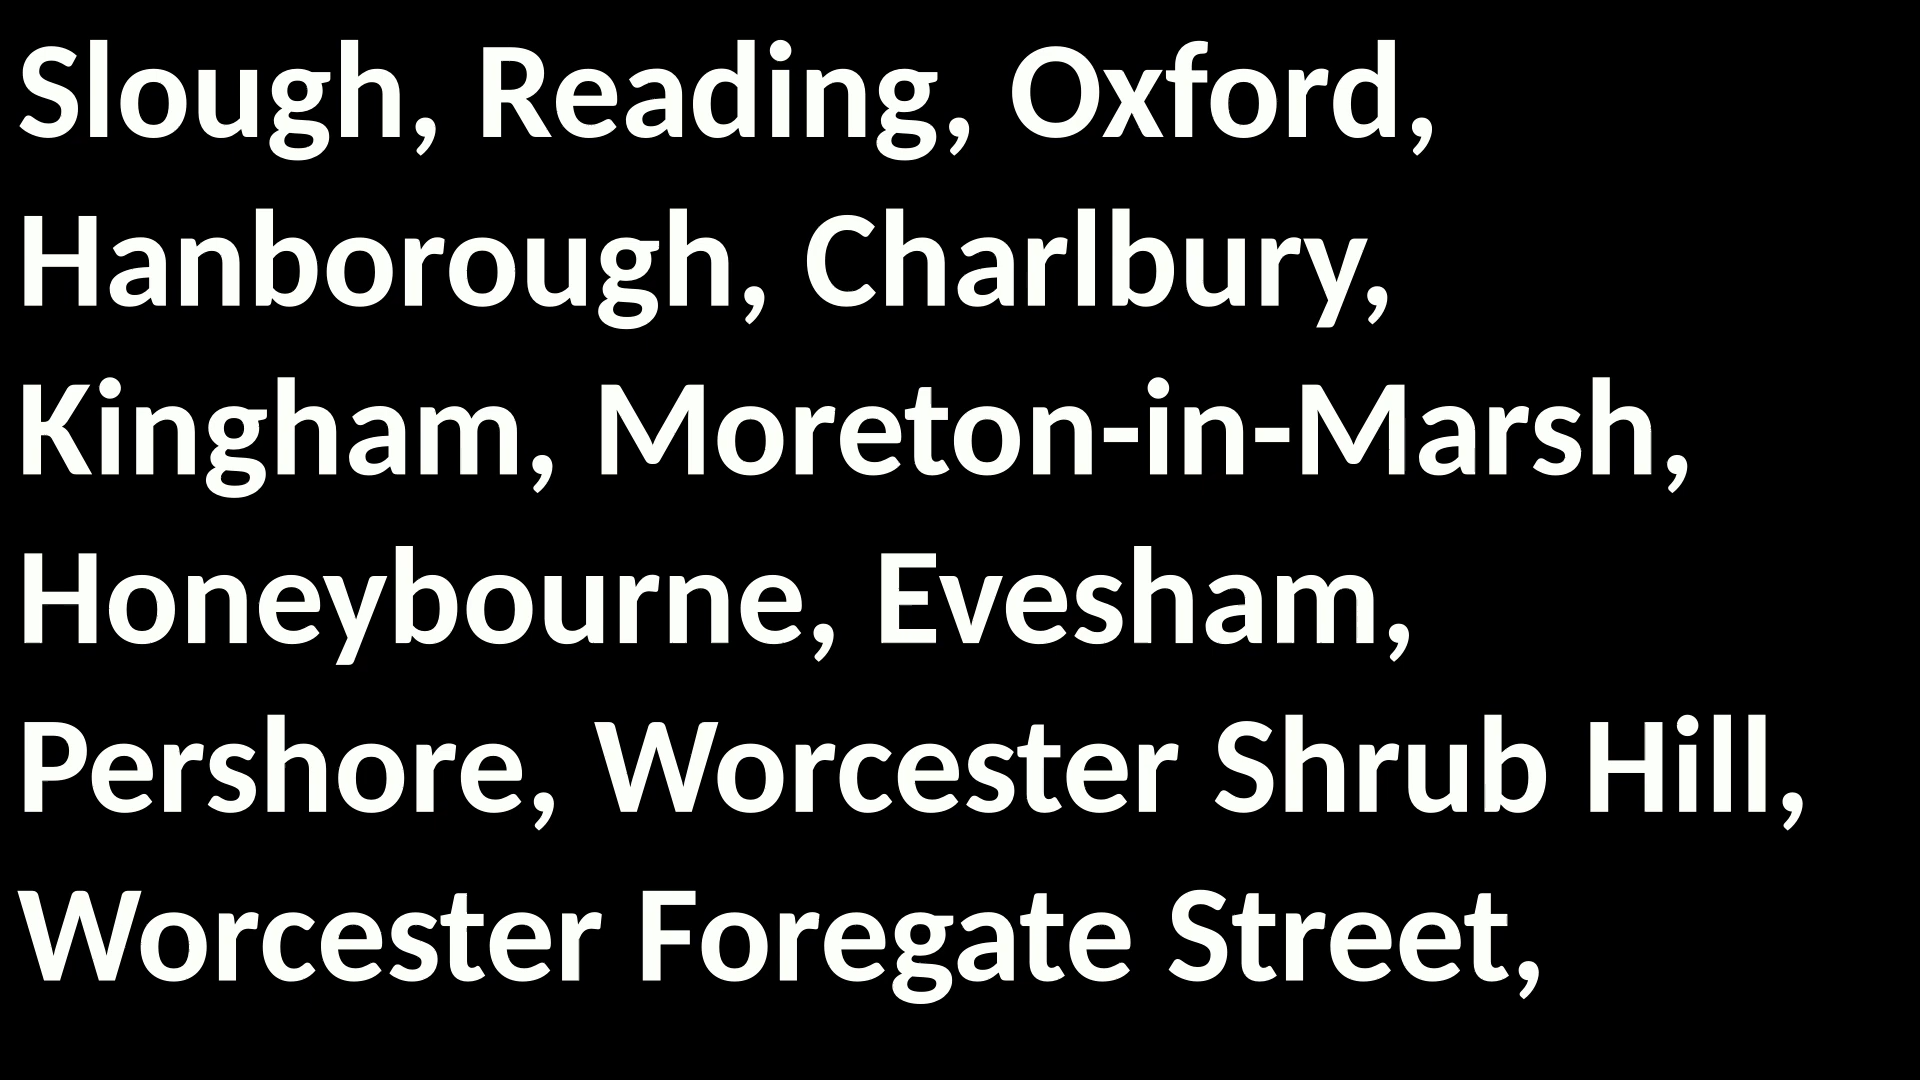 Slough, Reading, Oxford,
Hanborough, Charlbury,
Kingham, Moreton-in-Marsh,
Honeybourne, Evesham,
Pershore, Worcester Shrub Hill,
Worcester Foregate Street,